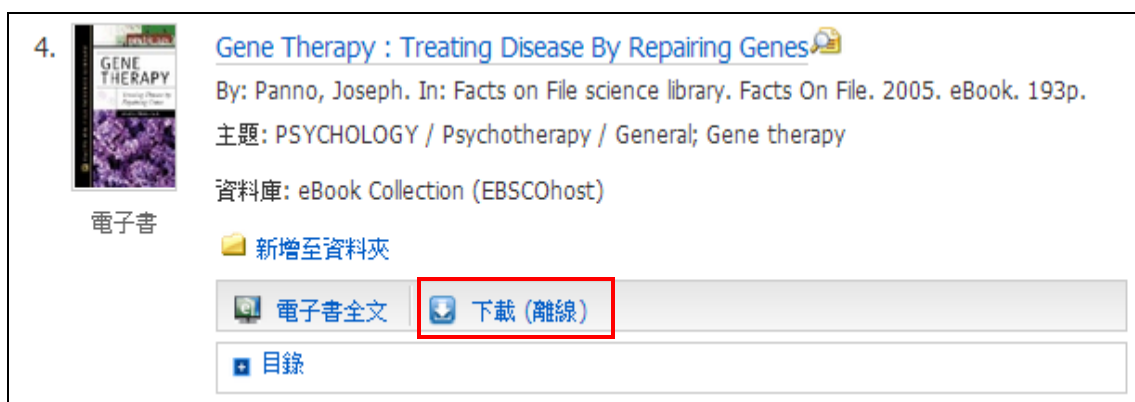 4.
GENE
THERAPY
Gene Therapy : Treating Disease By Repairing Genes
By: Panno, Joseph. In: Facts on File science library. Facts On File. 2005. eBook. 193p.
主題: PSYCHOLOGY / Psychotherapy / General; Gene therapy
資料庫: eBook Collection (EBSCOhost)
電子書
新增至資料夾
電子書全文 下載 (離線)
目錄